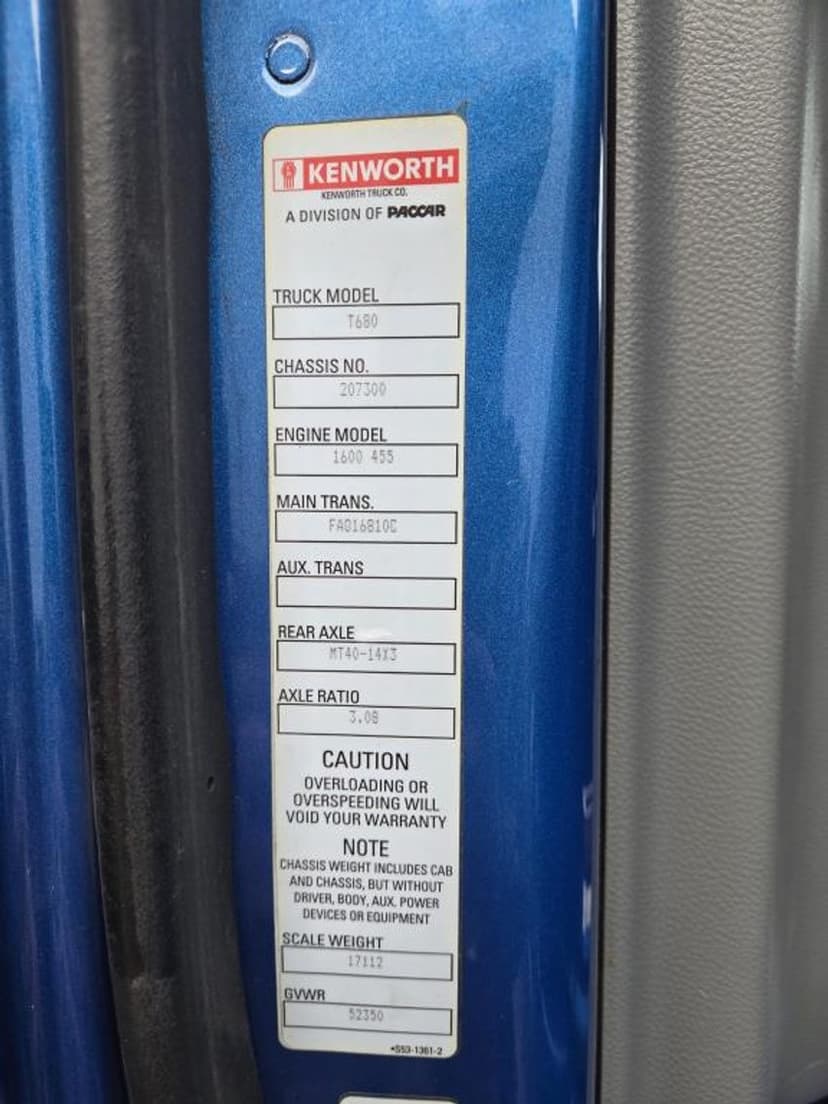 KENWORTH
KENWORTH TRUCK CO.
A DIVISION OF PACCAR
TRUCK MODEL
T680
CHASSIS NO.
207300
ENGINE MODEL
1600 455
MAIN TRANS.
AUX. TRANS
REAR AXLE
MT40-14X3
AXLE RATIO
3.08
CAUTION
OVERLOADING OR
OVERSPEEDING WILL
VOID YOUR WARRANTY
NOTE
CHASSIS WEIGHT INCLUDES CAB
AND CHASSIS, BUT WITHOUT
DRIVER, BODY, AUX. POWER
DEVICES OR EQUIPMENT
SCALE WEIGHT
17112
GVWR
52350
•S53-1361-2